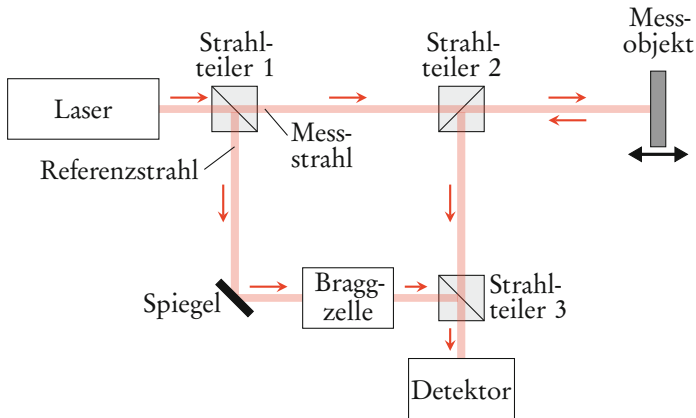 Strahl-
teiler 1
Strahl-
teiler 2
Mess-
objekt
Laser
Mess-
strahl
Referenzstrahl
Spiegel
Bragg-
zelle
Strahl-
teiler 3
Detektor